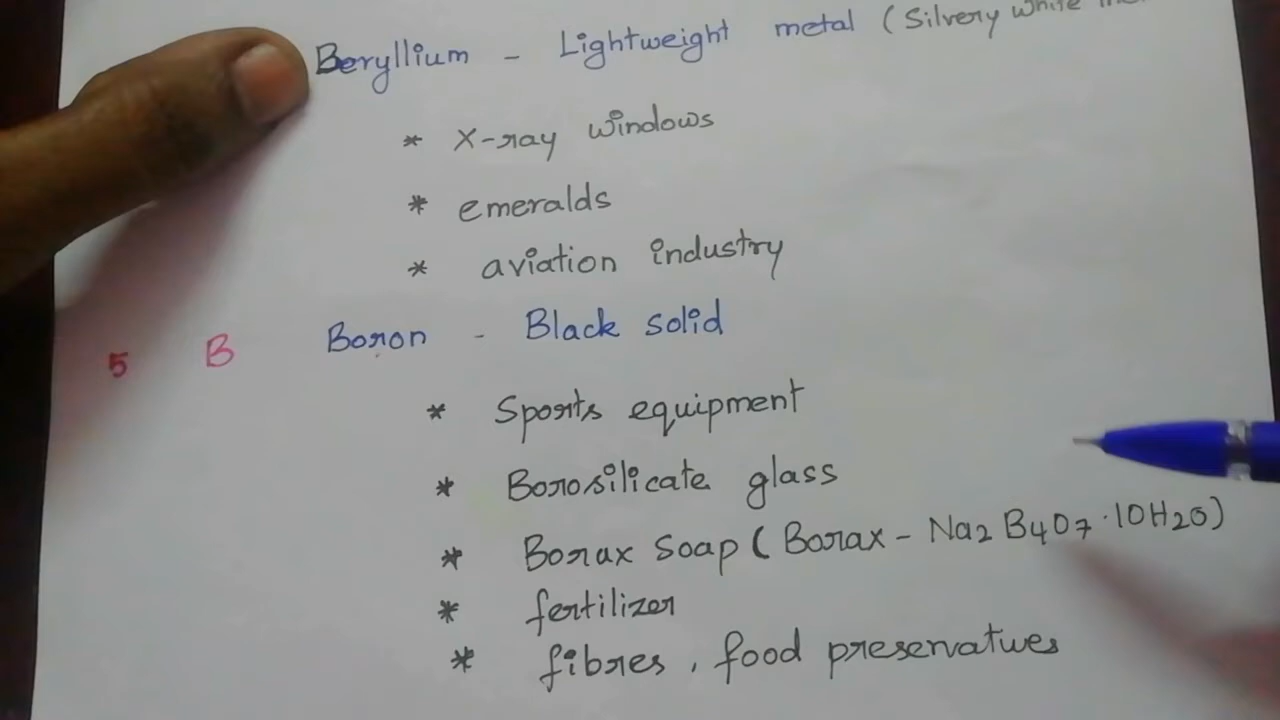 Beryllium - Lightweight metal (Silvery white
* X-ray windows
* emeralds
* aviation industry
5 B Boron - Black solid
* Sports equipment
* Borosilicate glass
* Borax Soap (Borax - Na2 B4O7 · 10H2O)
* fertilizer
* fibres, food preservatives